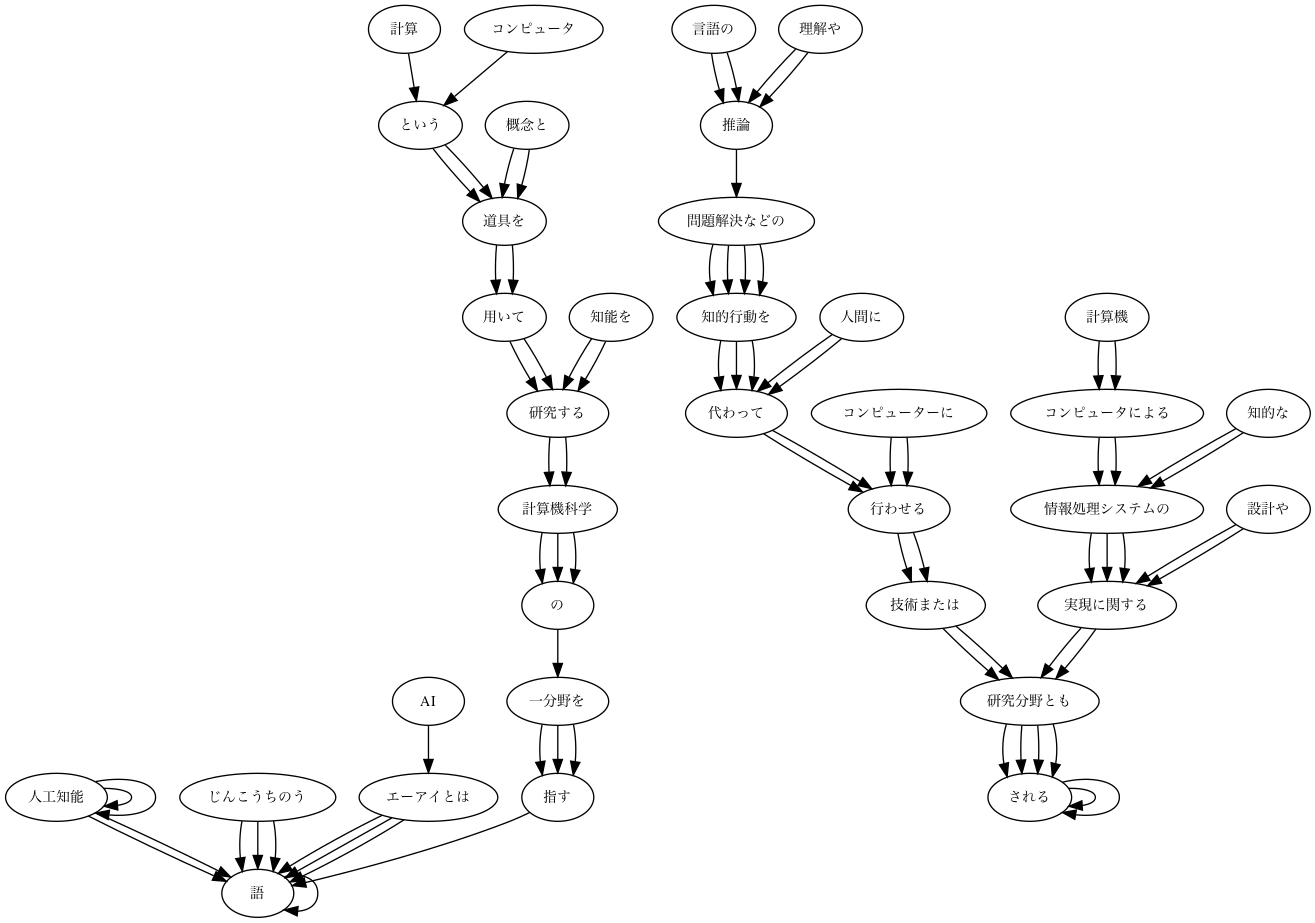 計算 コンピュータ 言語の 理解や
という 概念と 推論
道具を 問題解決などの
用いて 知能を 知的行動を 人間に 計算機
研究する 代わって コンピューターに コンピュータによる 知的な
計算機科学 行わせる 情報処理システムの 設計や
の 技術または 実現に関する
AI 一分野を 研究分野とも
人工知能 じんこうちのう エーアイとは 指す される
語